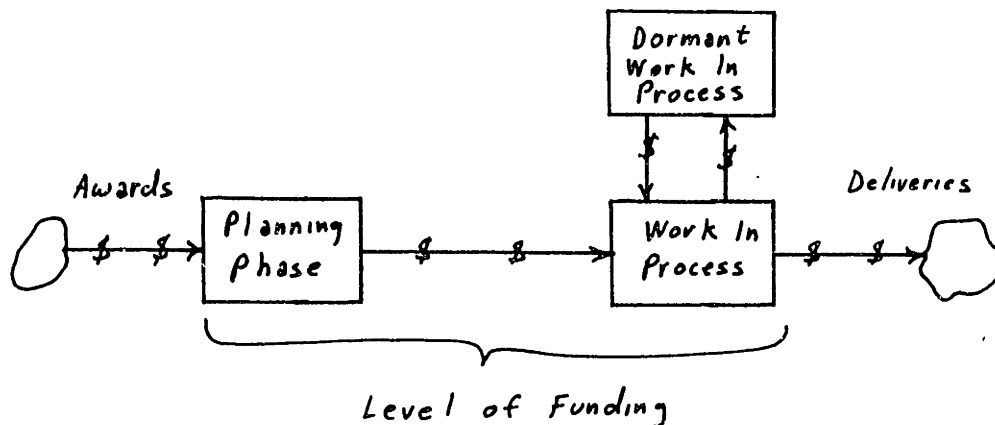 Dormant
Work In
Process
$ $
Awards
Deliveries
Planning
Phase
Work In
Process
$ $ $ $ $ $
Level of Funding